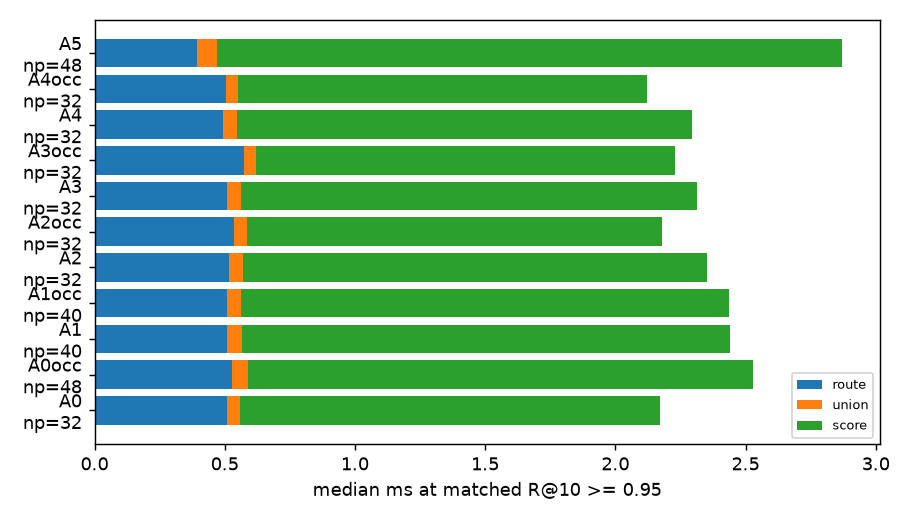 A5
np=48
A4occ
np=32
A4
np=32
A3occ
np=32
A3
np=32
A2occ
np=32
A2
np=32
A1occ
np=40
A1
np=40
A0occ
np=48
A0
np=32
route
union
score
0.0 0.5 1.0 1.5 2.0 2.5 3.0
median ms at matched R@10 >= 0.95